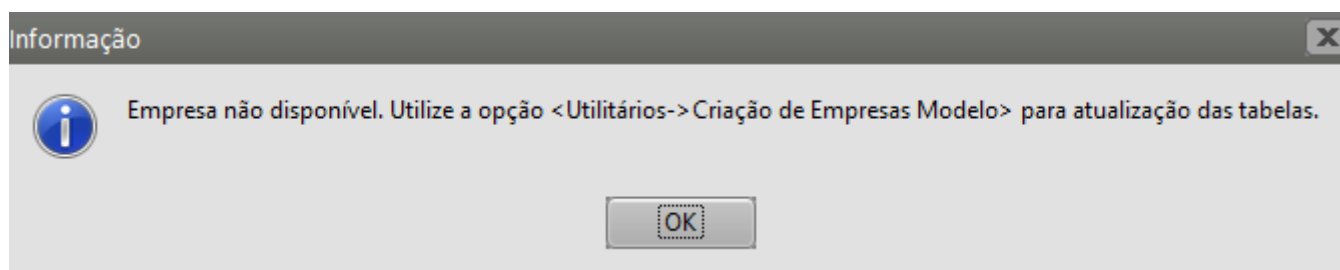 Informação
Empresa não disponível. Utilize a opção <Utilitários->Criação de Empresas Modelo> para atualização das tabelas.
OK